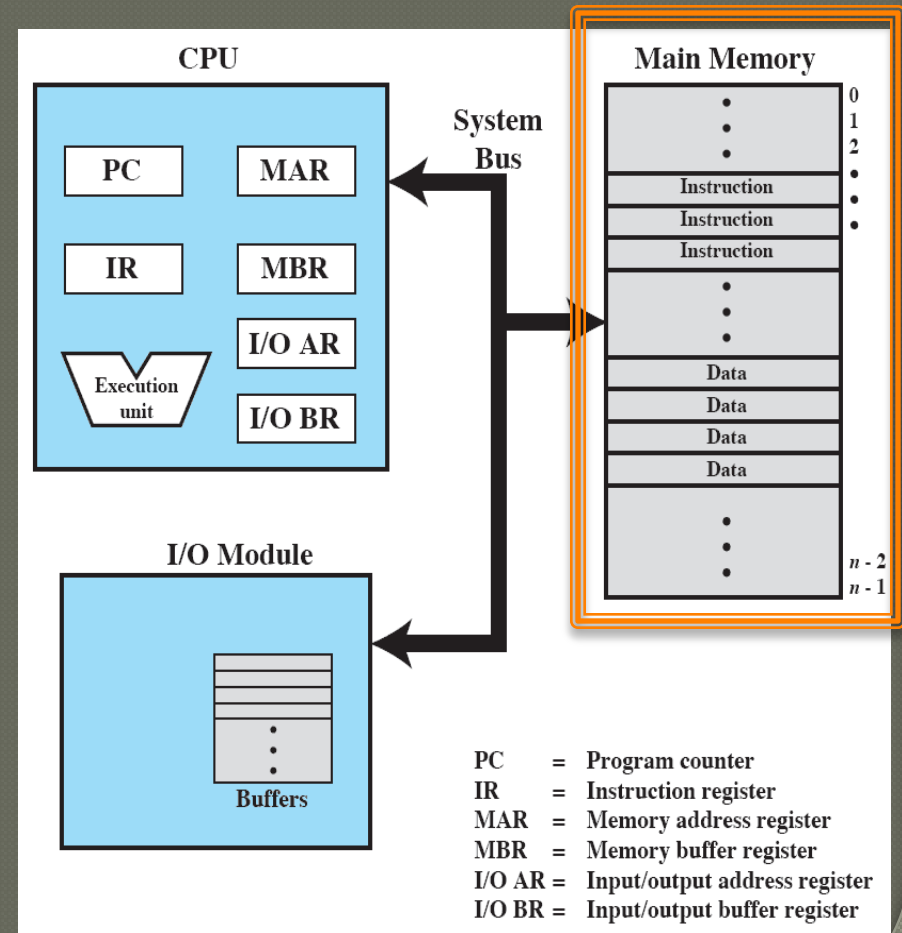 CPU
PC
MAR
IR
MBR
I/O AR
I/O BR
Execution
unit
System
Bus
Main Memory
0
1
2
Instruction
Instruction
Instruction
Data
Data
Data
Data
n - 2
n - 1
I/O Module
Buffers
PC = Program counter
IR = Instruction register
MAR = Memory address register
MBR = Memory buffer register
I/O AR = Input/output address register
I/O BR = Input/output buffer register